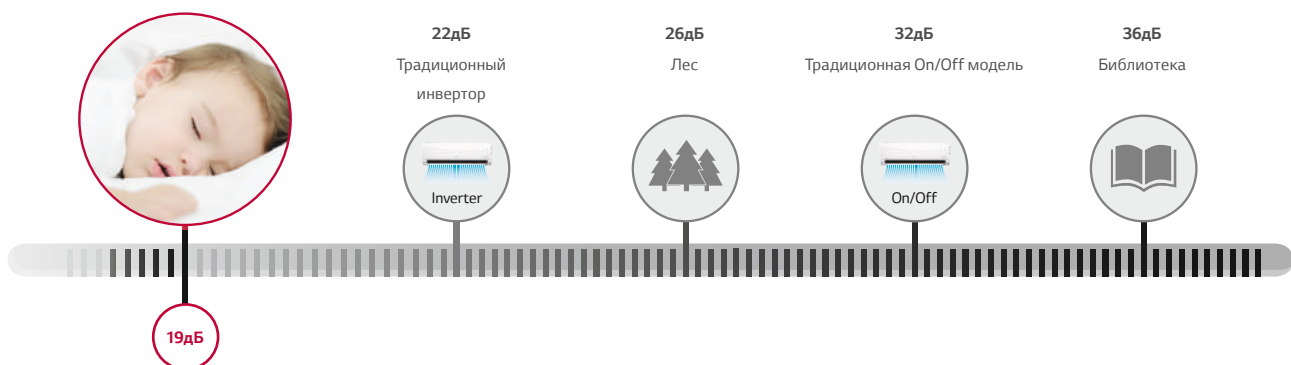 22дБ
Традиционный
инвертор
Inverter
26дБ
Лес
32дБ
Традиционная On/Off модель
On/Off
36дБ
Библиотека
19дБ